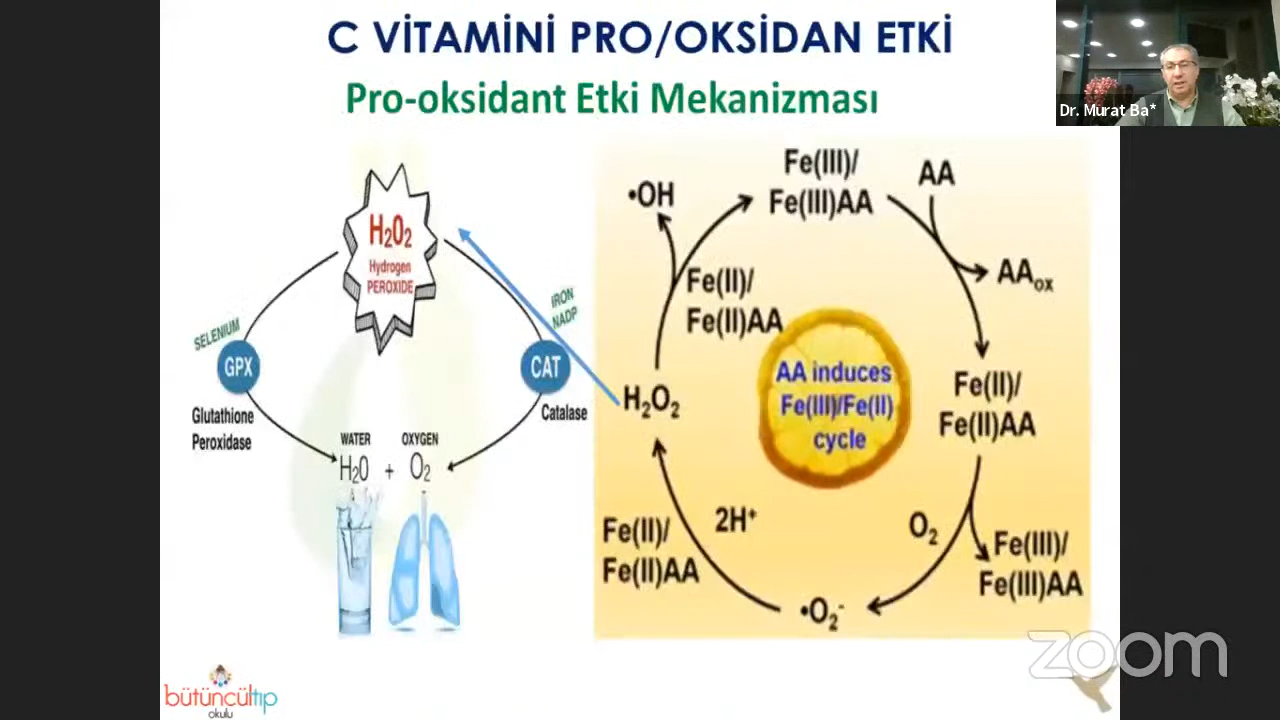 C VİTAMİNİ PRO/OKSİDAN ETKİ
Pro-oksidant Etki Mekanizması
Dr. Murat Ba*
H₂O₂
Hydrogen
PEROXIDE
SELENIUM
GPX
Glutathione
Peroxidase
IRON
NADP
CAT
Catalase
WATER
H₂O
+
OXYGEN
O₂
Fe(III)/
Fe(III)AA
AA
AAox
•OH
Fe(II)/
Fe(II)AA
H₂O₂
AA induces
Fe(III)/Fe(II)
cycle
Fe(II)/
Fe(II)AA
O₂
Fe(III)/
Fe(III)AA
2H⁺
Fe(II)/
Fe(II)AA
•O₂⁻
zoom
bütüncültıp
okulu